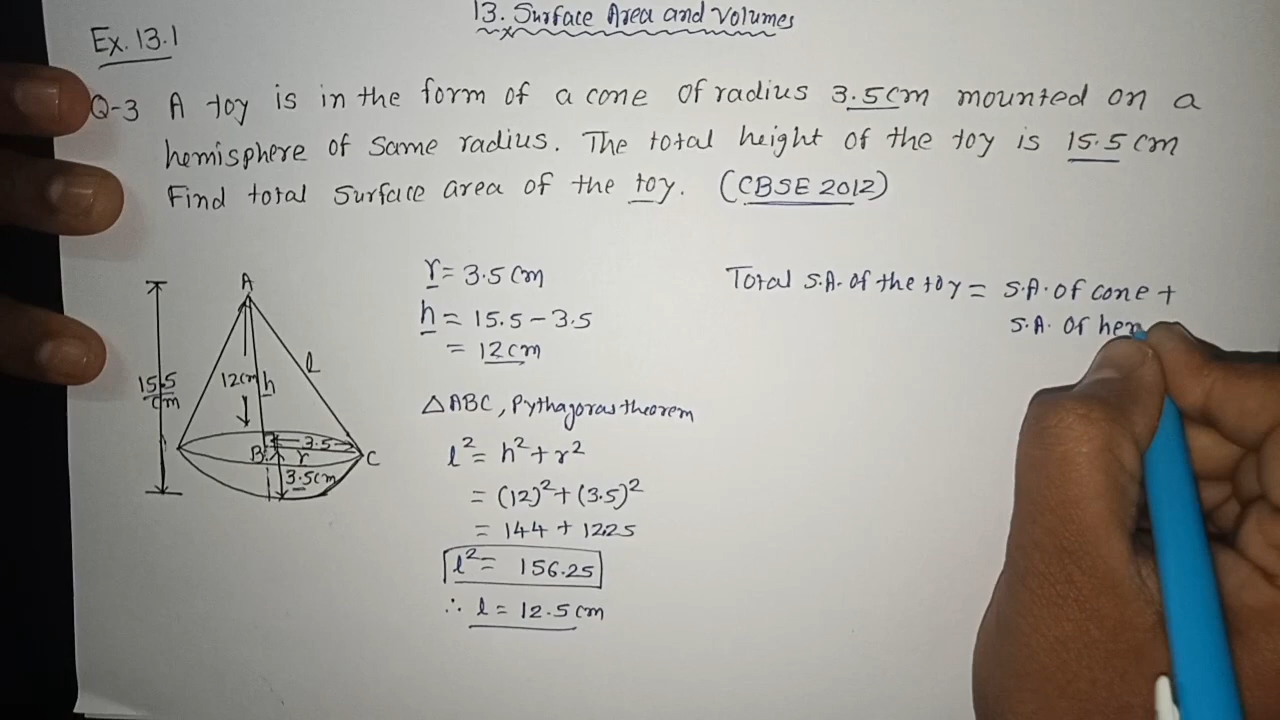 13. Surface Area and Volumes
Ex. 13.1
Q-3 A toy is in the form of a cone of radius 3.5cm mounted on a
hemisphere of same radius. The total height of the toy is 15.5 cm
Find total surface area of the toy. (CBSE 2012)
A
l
15.5
cm
12cm h
3.5
B r C
3.5cm
r = 3.5 cm
h = 15.5 - 3.5
= 12cm
△ABC, Pythagoras theorem
l² = h² + r²
= (12)² + (3.5)²
= 144 + 12.25
l² = 156.25
∴ l = 12.5 cm
Total S.A. of the toy = S.A. of cone +
S.A. of hem